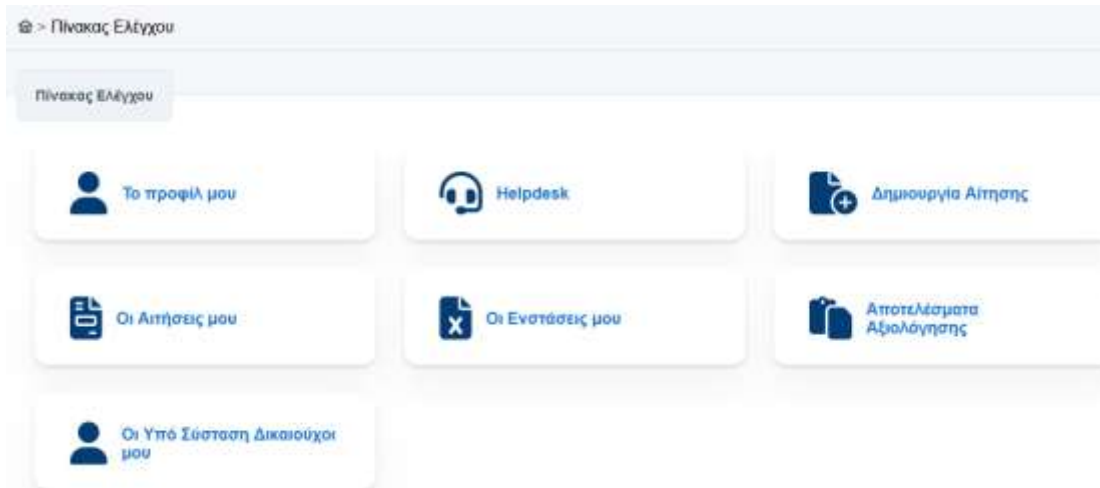 > Πίνακας Ελέγχου
Πίνακας Ελέγχου
Το προφίλ μου
Helpdesk
Δημιουργία Αίτησης
Οι Αιτήσεις μου
Οι Ενστάσεις μου
Αποτελέσματα
Αξιολόγησης
Οι Υπό Σύσταση Δικαιούχοι
μου